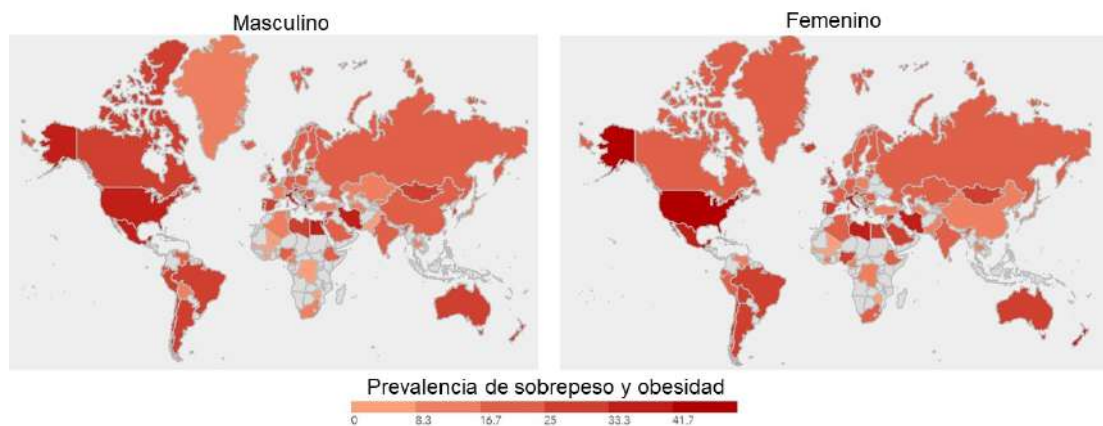 Masculino
Femenino
Prevalencia de sobrepeso y obesidad
0 8.3 16.7 25 33.3 41.7